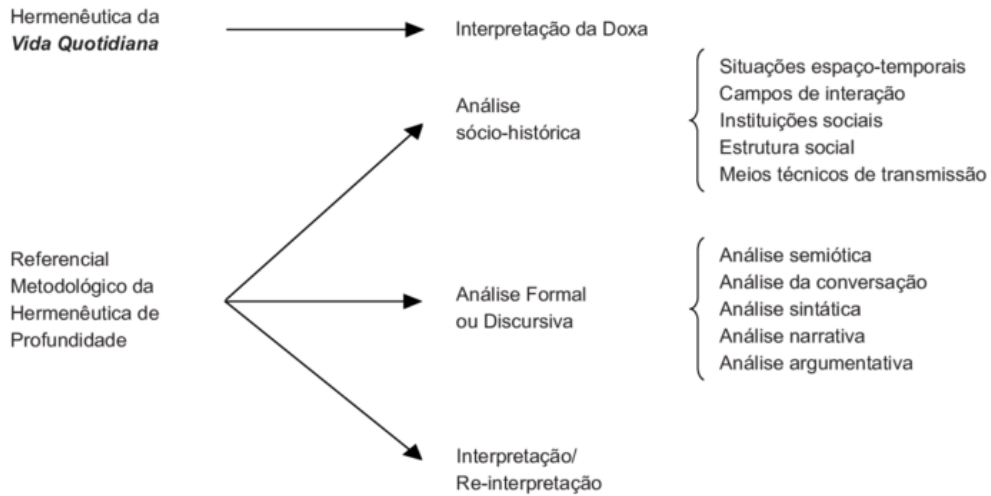 Hermenêutica da
Vida Quotidiana
Interpretação da Doxa
Análise
sócio-histórica
Situações espaço-temporais
Campos de interação
Instituições sociais
Estrutura social
Meios técnicos de transmissão
Referencial
Metodológico da
Hermenêutica de
Profundidade
Análise Formal
ou Discursiva
Análise semiótica
Análise da conversação
Análise sintática
Análise narrativa
Análise argumentativa
Interpretação/
Re-interpretação